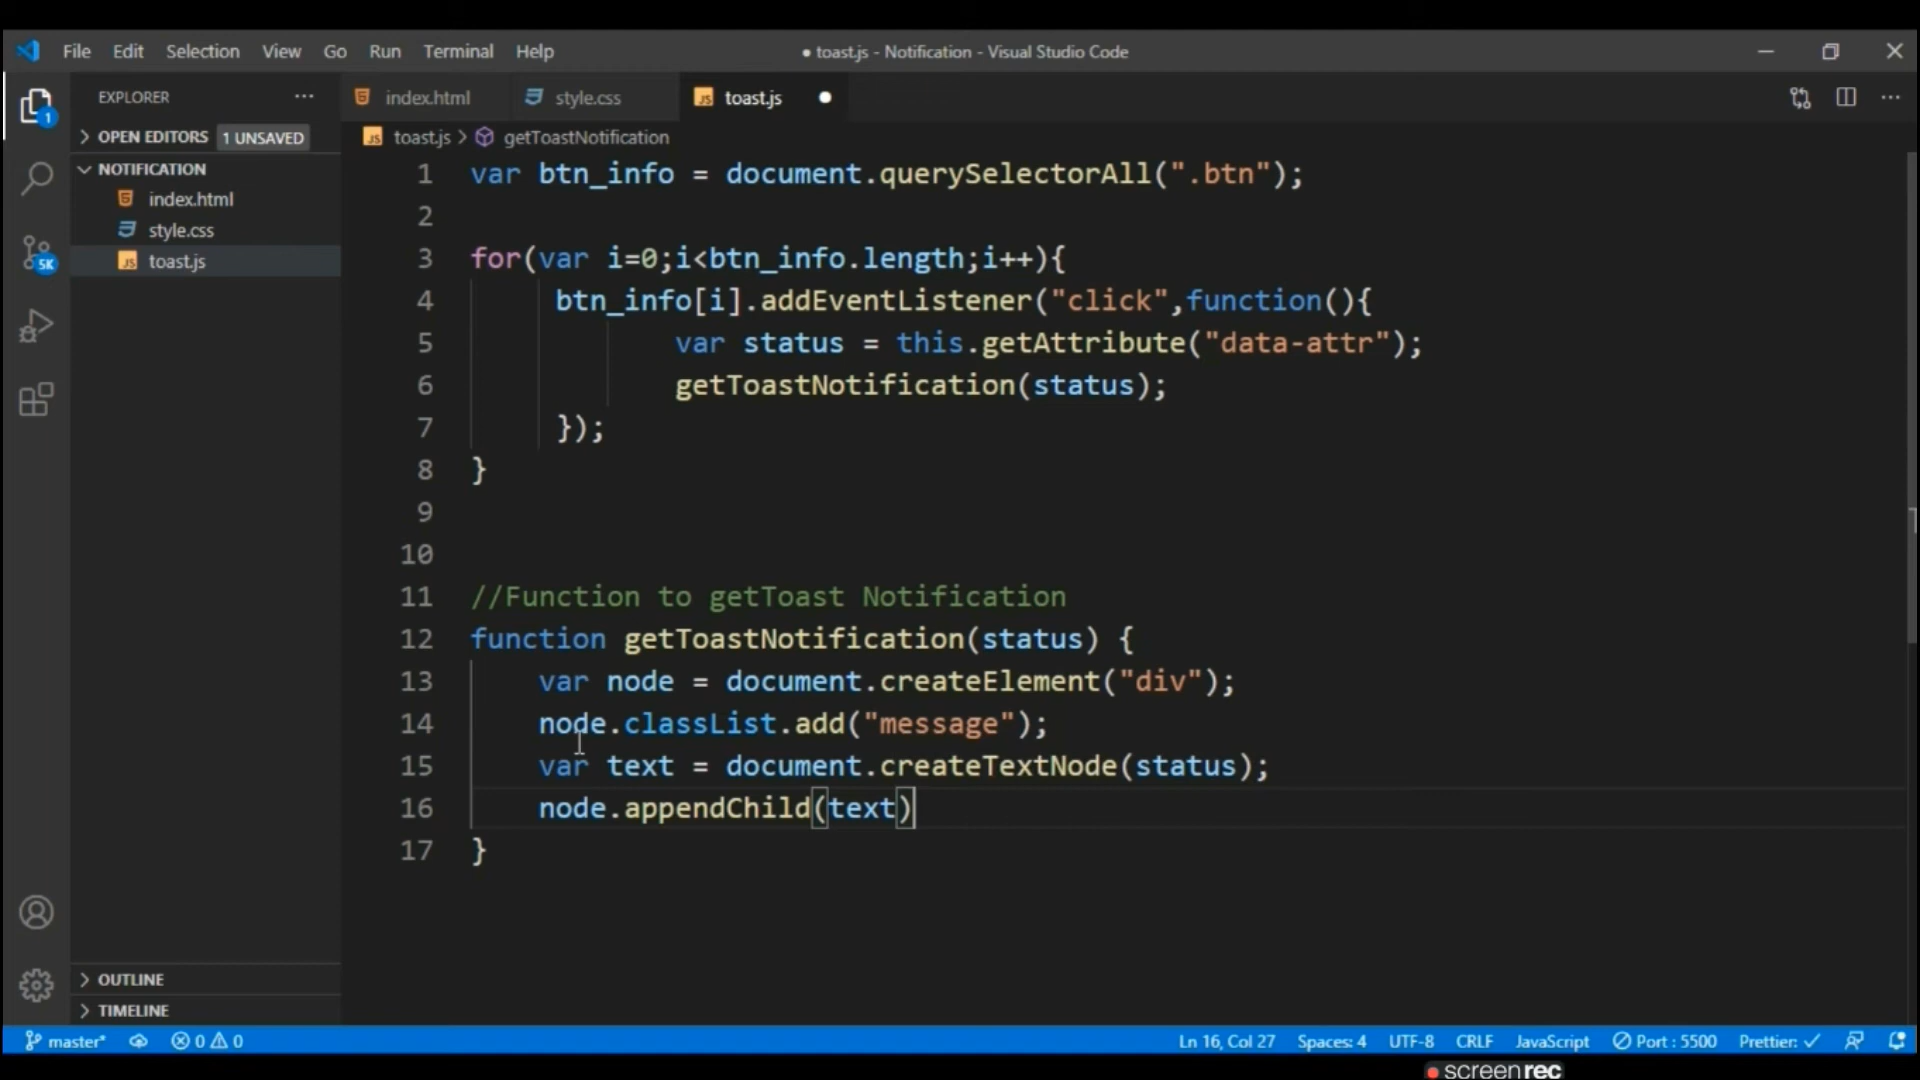 File Edit Selection View Go Run Terminal Help ● toast.js - Notification - Visual Studio Code
EXPLORER ··· index.html style.css JS toast.js ●
1
OPEN EDITORS 1 UNSAVED
JS toast.js > getToastNotification
NOTIFICATION
index.html
style.css
JS toast.js
5K
1 var btn_info = document.querySelectorAll(".btn");
2
3 for(var i=0;i<btn_info.length;i++){
4 btn_info[i].addEventListener("click",function(){
5 var status = this.getAttribute("data-attr");
6 getToastNotification(status);
7 });
8 }
9
10
11 //Function to getToast Notification
12 function getToastNotification(status) {
13 var node = document.createElement("div");
14 node.classList.add("message");
15 var text = document.createTextNode(status);
16 node.appendChild(text)
17 }
OUTLINE
TIMELINE
master* 0 0 Ln 16, Col 27 Spaces: 4 UTF-8 CRLF JavaScript Port : 5500 Prettier: ✓
screenrec